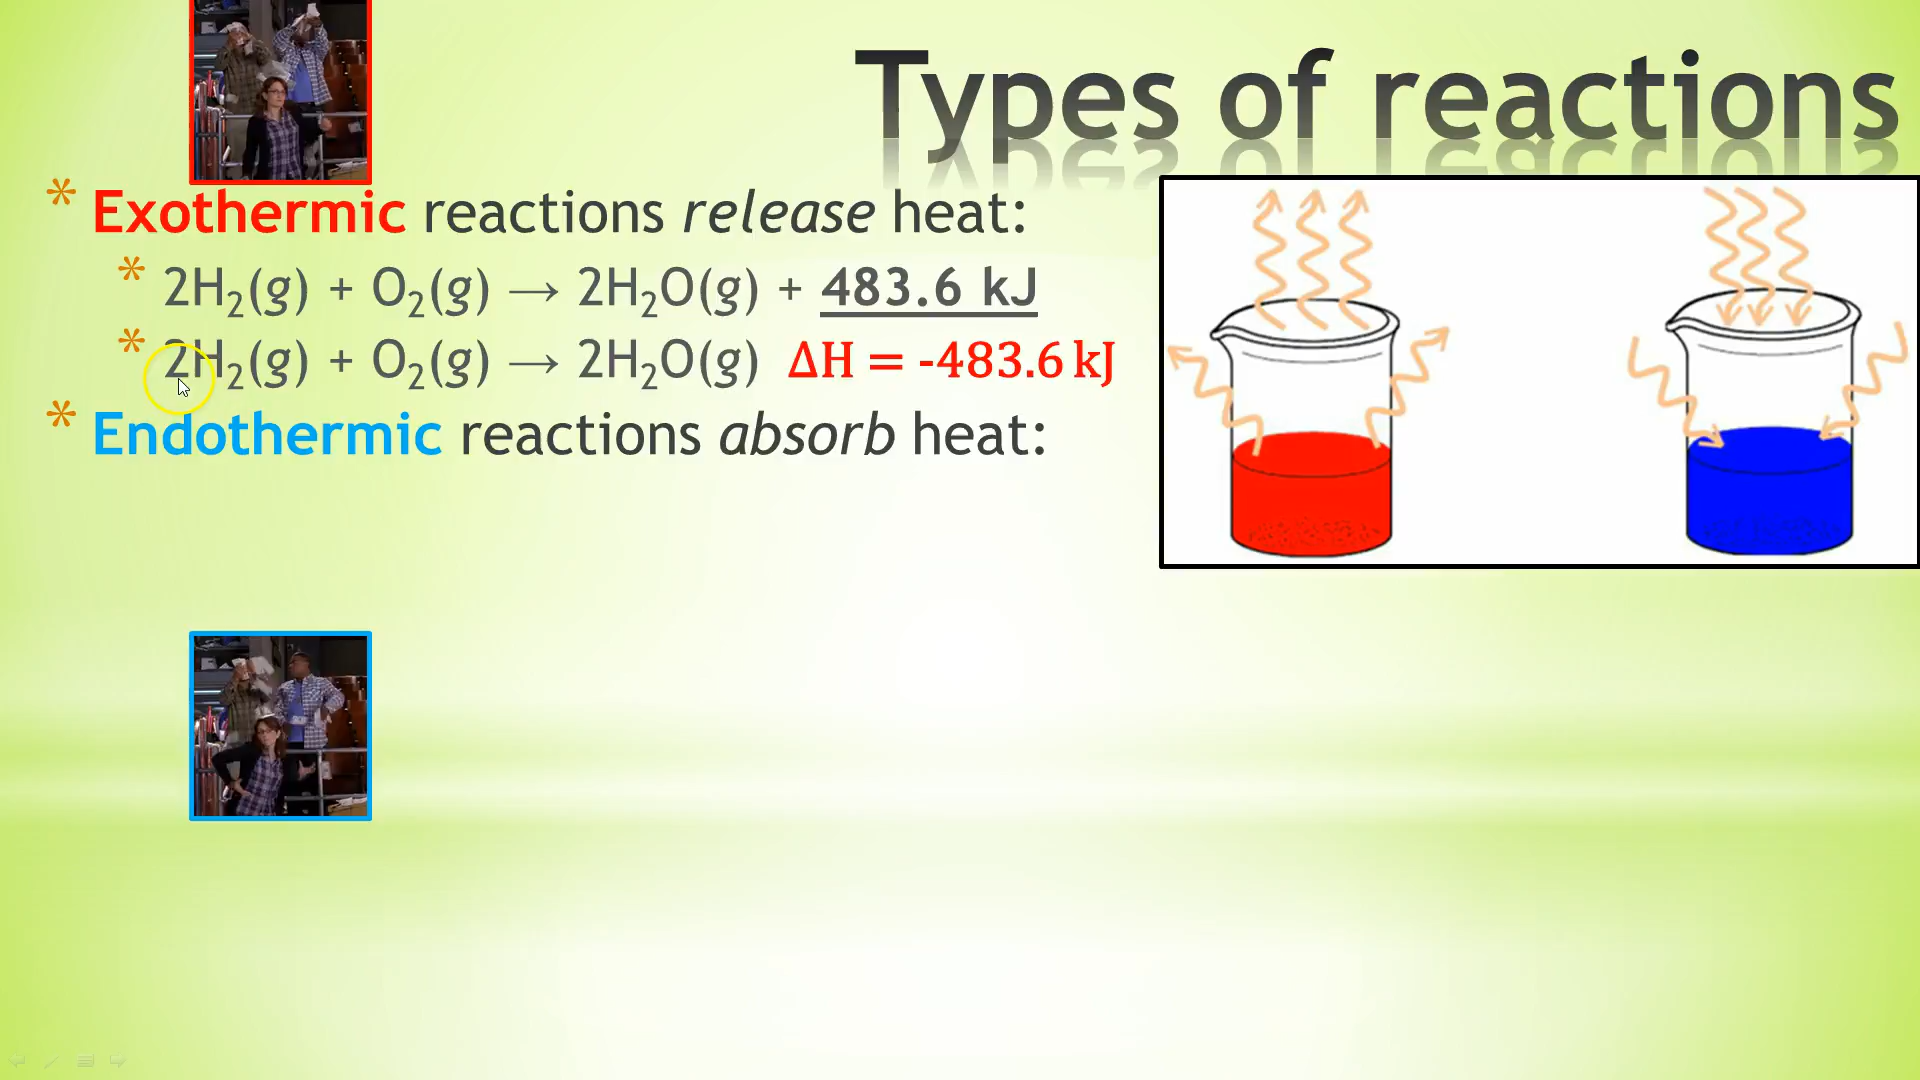 Types of reactions
* Exothermic reactions release heat:
* 2H₂(g) + O₂(g) → 2H₂O(g) + 483.6 kJ
* 2H₂(g) + O₂(g) → 2H₂O(g) ΔH = -483.6 kJ
* Endothermic reactions absorb heat: